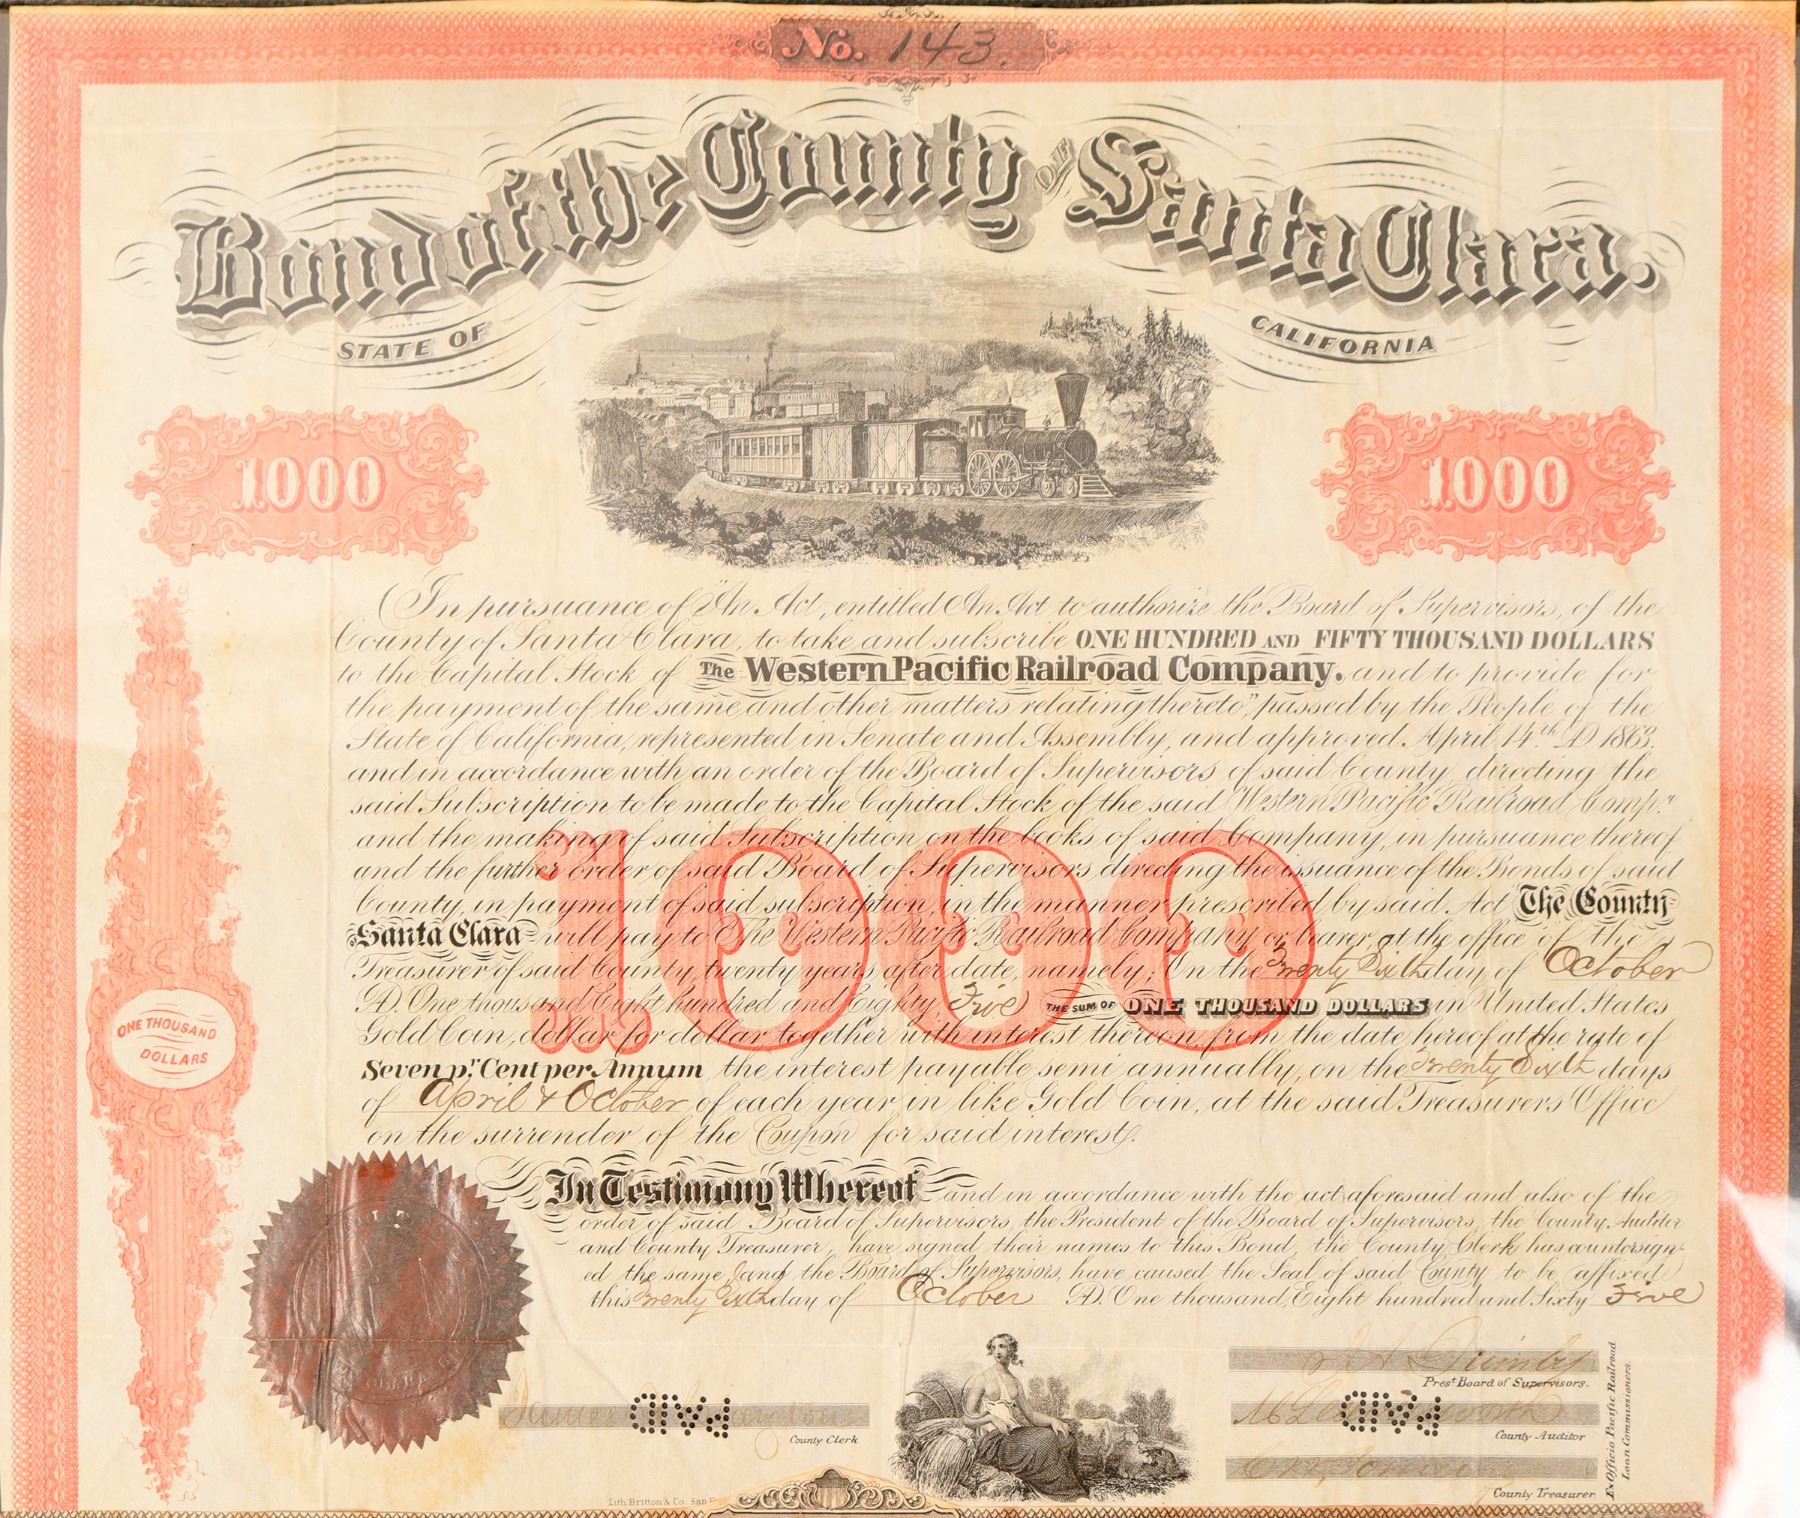 No. 143.
Bond of the County OF Santa Clara.
STATE OF CALIFORNIA
1000 1000
In pursuance of "An Act, entitled An Act to authorize the Board of Supervisors, of the
County of Santa Clara, to take and subscribe ONE HUNDRED AND FIFTY THOUSAND DOLLARS
to the Capital Stock of The Western Pacific Railroad Company. and to provide for
the payment of the same and other matters relating thereto", passed by the People of the
State of California, represented in Senate and Assembly, and approved April 14th AD 1863.
and in accordance with an order of the Board of Supervisors of said County, directing the
said Subscription to be made to the Capital Stock of the said Western Pacific Railroad Compy
and the making of said Subscription on the books of said Company, in pursuance thereof
and the further order of said Board of Supervisors directing the issuance of the Bonds of said
County, in payment of said subscription, in the manner prescribed by said Act The County
Santa Clara will pay to The Western Pacific Railroad Company or bearer, at the office of the
Treasurer of said County, twenty years after date, namely; On the Twenty Sixth day of October
AD. One thousand Eight hundred and Eighty Five THE SUM OF ONE THOUSAND DOLLARS in United States
Gold Coin, dollar for dollar together with interest thereon, from the date hereof at the rate of
Seven pr. Cent per Annum, the interest payable semi annually, on the Twenty Sixth days
of April & October of each year, in like Gold Coin, at the said Treasurers Office
on the surrender of the Coupon for said interest.
1000
ONE THOUSAND
DOLLARS
In Testimony Whereof and in accordance with the act aforesaid and also of the
order of said Board of Supervisors, the President of the Board of Supervisors, the County Auditor
and County Treasurer, have signed their names to this Bond, the County Clerk has countersign-
ed the same, and the Board of Supervisors, have caused the Seal of said County to be affixed
this Twenty Sixth day of October AD. One thousand, Eight hundred and Sixty Five
J A Quimby
Prest. Board of Supervisors.
James
PAID
County Clerk
PAID
County Auditor
County Treasurer
Ex Officio Pacific Railroad
Loan Commissioners.
Lith. Britton & Co. San F